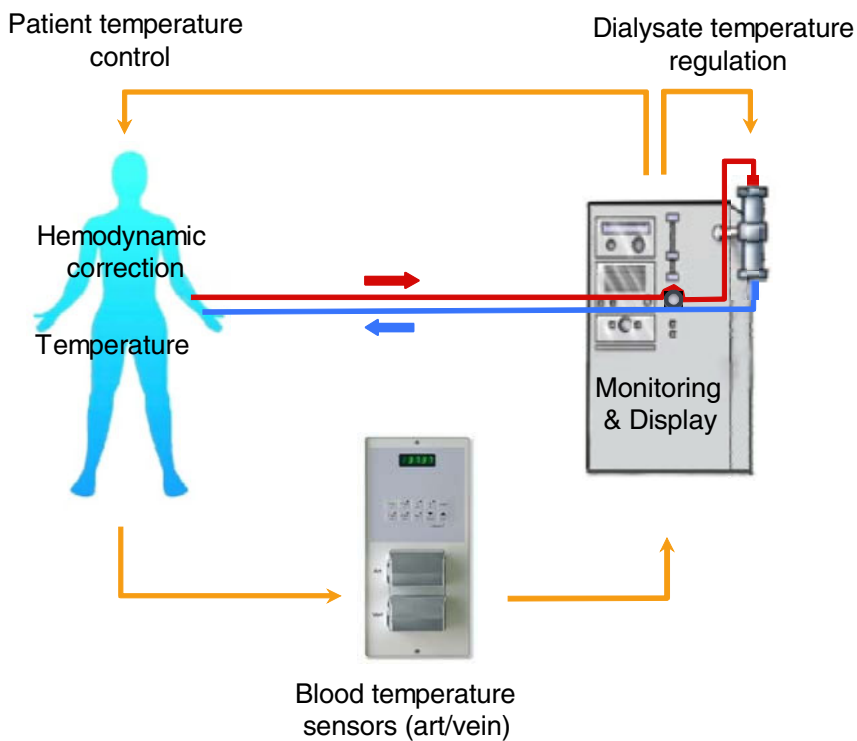 Patient temperature
control
Dialysate temperature
regulation
Hemodynamic
correction
Temperature
Monitoring
& Display
Blood temperature
sensors (art/vein)